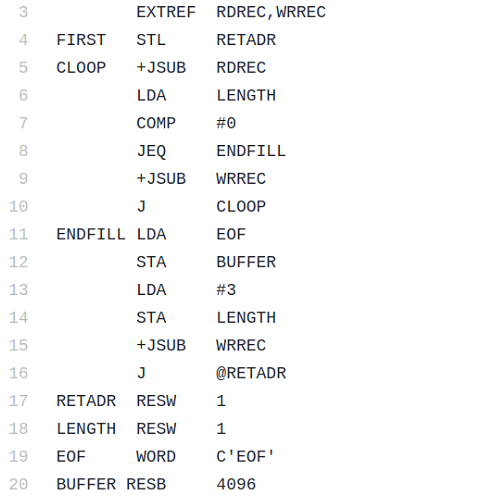 3           EXTREF  RDREC,WRREC
4   FIRST   STL     RETADR
5   CLOOP   +JSUB   RDREC
6           LDA     LENGTH
7           COMP    #0
8           JEQ     ENDFILL
9           +JSUB   WRREC
10          J       CLOOP
11  ENDFILL LDA     EOF
12          STA     BUFFER
13          LDA     #3
14          STA     LENGTH
15          +JSUB   WRREC
16          J       @RETADR
17  RETADR  RESW    1
18  LENGTH  RESW    1
19  EOF     WORD    C'EOF'
20  BUFFER RESB     4096